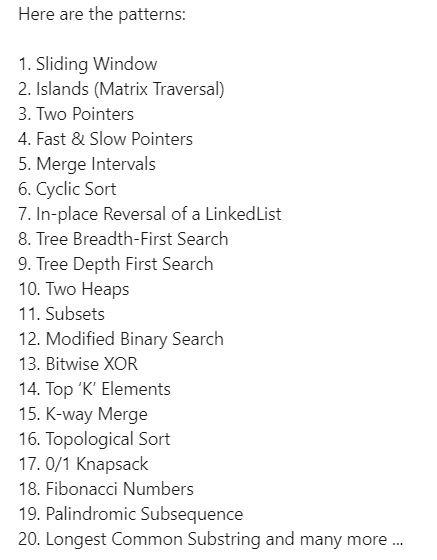 Here are the patterns:
1. Sliding Window
2. Islands (Matrix Traversal)
3. Two Pointers
4. Fast & Slow Pointers
5. Merge Intervals
6. Cyclic Sort
7. In-place Reversal of a LinkedList
8. Tree Breadth-First Search
9. Tree Depth First Search
10. Two Heaps
11. Subsets
12. Modified Binary Search
13. Bitwise XOR
14. Top ‘K’ Elements
15. K-way Merge
16. Topological Sort
17. 0/1 Knapsack
18. Fibonacci Numbers
19. Palindromic Subsequence
20. Longest Common Substring and many more ...